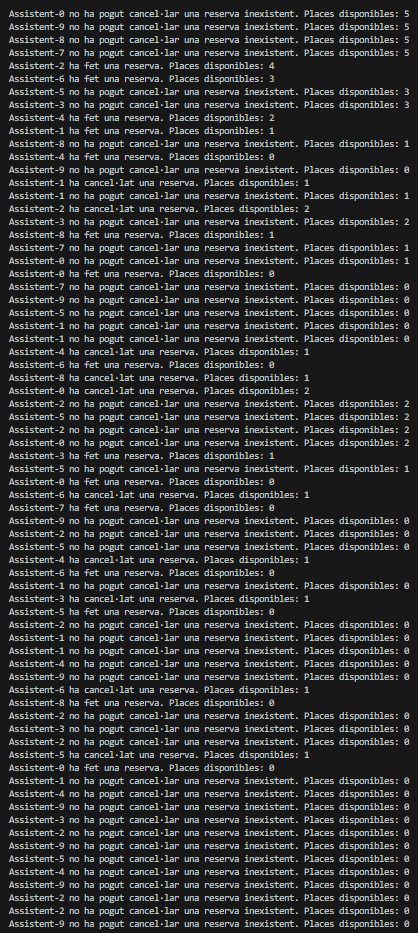 Assistent-0 no ha pogut cancel·lar una reserva inexistent. Places disponibles: 5
Assistent-9 no ha pogut cancel·lar una reserva inexistent. Places disponibles: 5
Assistent-8 no ha pogut cancel·lar una reserva inexistent. Places disponibles: 5
Assistent-7 no ha pogut cancel·lar una reserva inexistent. Places disponibles: 5
Assistent-2 ha fet una reserva. Places disponibles: 4
Assistent-6 ha fet una reserva. Places disponibles: 3
Assistent-5 no ha pogut cancel·lar una reserva inexistent. Places disponibles: 3
Assistent-3 no ha pogut cancel·lar una reserva inexistent. Places disponibles: 3
Assistent-4 ha fet una reserva. Places disponibles: 2
Assistent-1 ha fet una reserva. Places disponibles: 1
Assistent-8 no ha pogut cancel·lar una reserva inexistent. Places disponibles: 1
Assistent-4 ha fet una reserva. Places disponibles: 0
Assistent-9 no ha pogut cancel·lar una reserva inexistent. Places disponibles: 0
Assistent-1 ha cancel·lat una reserva. Places disponibles: 1
Assistent-1 no ha pogut cancel·lar una reserva inexistent. Places disponibles: 1
Assistent-2 ha cancel·lat una reserva. Places disponibles: 2
Assistent-3 no ha pogut cancel·lar una reserva inexistent. Places disponibles: 2
Assistent-8 ha fet una reserva. Places disponibles: 1
Assistent-7 no ha pogut cancel·lar una reserva inexistent. Places disponibles: 1
Assistent-0 no ha pogut cancel·lar una reserva inexistent. Places disponibles: 1
Assistent-0 ha fet una reserva. Places disponibles: 0
Assistent-7 no ha pogut cancel·lar una reserva inexistent. Places disponibles: 0
Assistent-9 no ha pogut cancel·lar una reserva inexistent. Places disponibles: 0
Assistent-5 no ha pogut cancel·lar una reserva inexistent. Places disponibles: 0
Assistent-1 no ha pogut cancel·lar una reserva inexistent. Places disponibles: 0
Assistent-1 no ha pogut cancel·lar una reserva inexistent. Places disponibles: 0
Assistent-4 ha cancel·lat una reserva. Places disponibles: 1
Assistent-6 ha fet una reserva. Places disponibles: 0
Assistent-8 ha cancel·lat una reserva. Places disponibles: 1
Assistent-0 ha cancel·lat una reserva. Places disponibles: 2
Assistent-2 no ha pogut cancel·lar una reserva inexistent. Places disponibles: 2
Assistent-5 no ha pogut cancel·lar una reserva inexistent. Places disponibles: 2
Assistent-2 no ha pogut cancel·lar una reserva inexistent. Places disponibles: 2
Assistent-0 no ha pogut cancel·lar una reserva inexistent. Places disponibles: 2
Assistent-3 ha fet una reserva. Places disponibles: 1
Assistent-5 no ha pogut cancel·lar una reserva inexistent. Places disponibles: 1
Assistent-0 ha fet una reserva. Places disponibles: 0
Assistent-6 ha cancel·lat una reserva. Places disponibles: 1
Assistent-7 ha fet una reserva. Places disponibles: 0
Assistent-9 no ha pogut cancel·lar una reserva inexistent. Places disponibles: 0
Assistent-2 no ha pogut cancel·lar una reserva inexistent. Places disponibles: 0
Assistent-5 no ha pogut cancel·lar una reserva inexistent. Places disponibles: 0
Assistent-4 ha cancel·lat una reserva. Places disponibles: 1
Assistent-6 ha fet una reserva. Places disponibles: 0
Assistent-1 no ha pogut cancel·lar una reserva inexistent. Places disponibles: 0
Assistent-3 ha cancel·lat una reserva. Places disponibles: 1
Assistent-5 ha fet una reserva. Places disponibles: 0
Assistent-2 no ha pogut cancel·lar una reserva inexistent. Places disponibles: 0
Assistent-1 no ha pogut cancel·lar una reserva inexistent. Places disponibles: 0
Assistent-1 no ha pogut cancel·lar una reserva inexistent. Places disponibles: 0
Assistent-4 no ha pogut cancel·lar una reserva inexistent. Places disponibles: 0
Assistent-9 no ha pogut cancel·lar una reserva inexistent. Places disponibles: 0
Assistent-6 ha cancel·lat una reserva. Places disponibles: 1
Assistent-8 ha fet una reserva. Places disponibles: 0
Assistent-2 no ha pogut cancel·lar una reserva inexistent. Places disponibles: 0
Assistent-3 no ha pogut cancel·lar una reserva inexistent. Places disponibles: 0
Assistent-2 no ha pogut cancel·lar una reserva inexistent. Places disponibles: 0
Assistent-5 ha cancel·lat una reserva. Places disponibles: 1
Assistent-0 ha fet una reserva. Places disponibles: 0
Assistent-1 no ha pogut cancel·lar una reserva inexistent. Places disponibles: 0
Assistent-4 no ha pogut cancel·lar una reserva inexistent. Places disponibles: 0
Assistent-9 no ha pogut cancel·lar una reserva inexistent. Places disponibles: 0
Assistent-3 no ha pogut cancel·lar una reserva inexistent. Places disponibles: 0
Assistent-2 no ha pogut cancel·lar una reserva inexistent. Places disponibles: 0
Assistent-9 no ha pogut cancel·lar una reserva inexistent. Places disponibles: 0
Assistent-5 no ha pogut cancel·lar una reserva inexistent. Places disponibles: 0
Assistent-4 no ha pogut cancel·lar una reserva inexistent. Places disponibles: 0
Assistent-9 no ha pogut cancel·lar una reserva inexistent. Places disponibles: 0
Assistent-2 no ha pogut cancel·lar una reserva inexistent. Places disponibles: 0
Assistent-2 no ha pogut cancel·lar una reserva inexistent. Places disponibles: 0
Assistent-9 no ha pogut cancel·lar una reserva inexistent. Places disponibles: 0